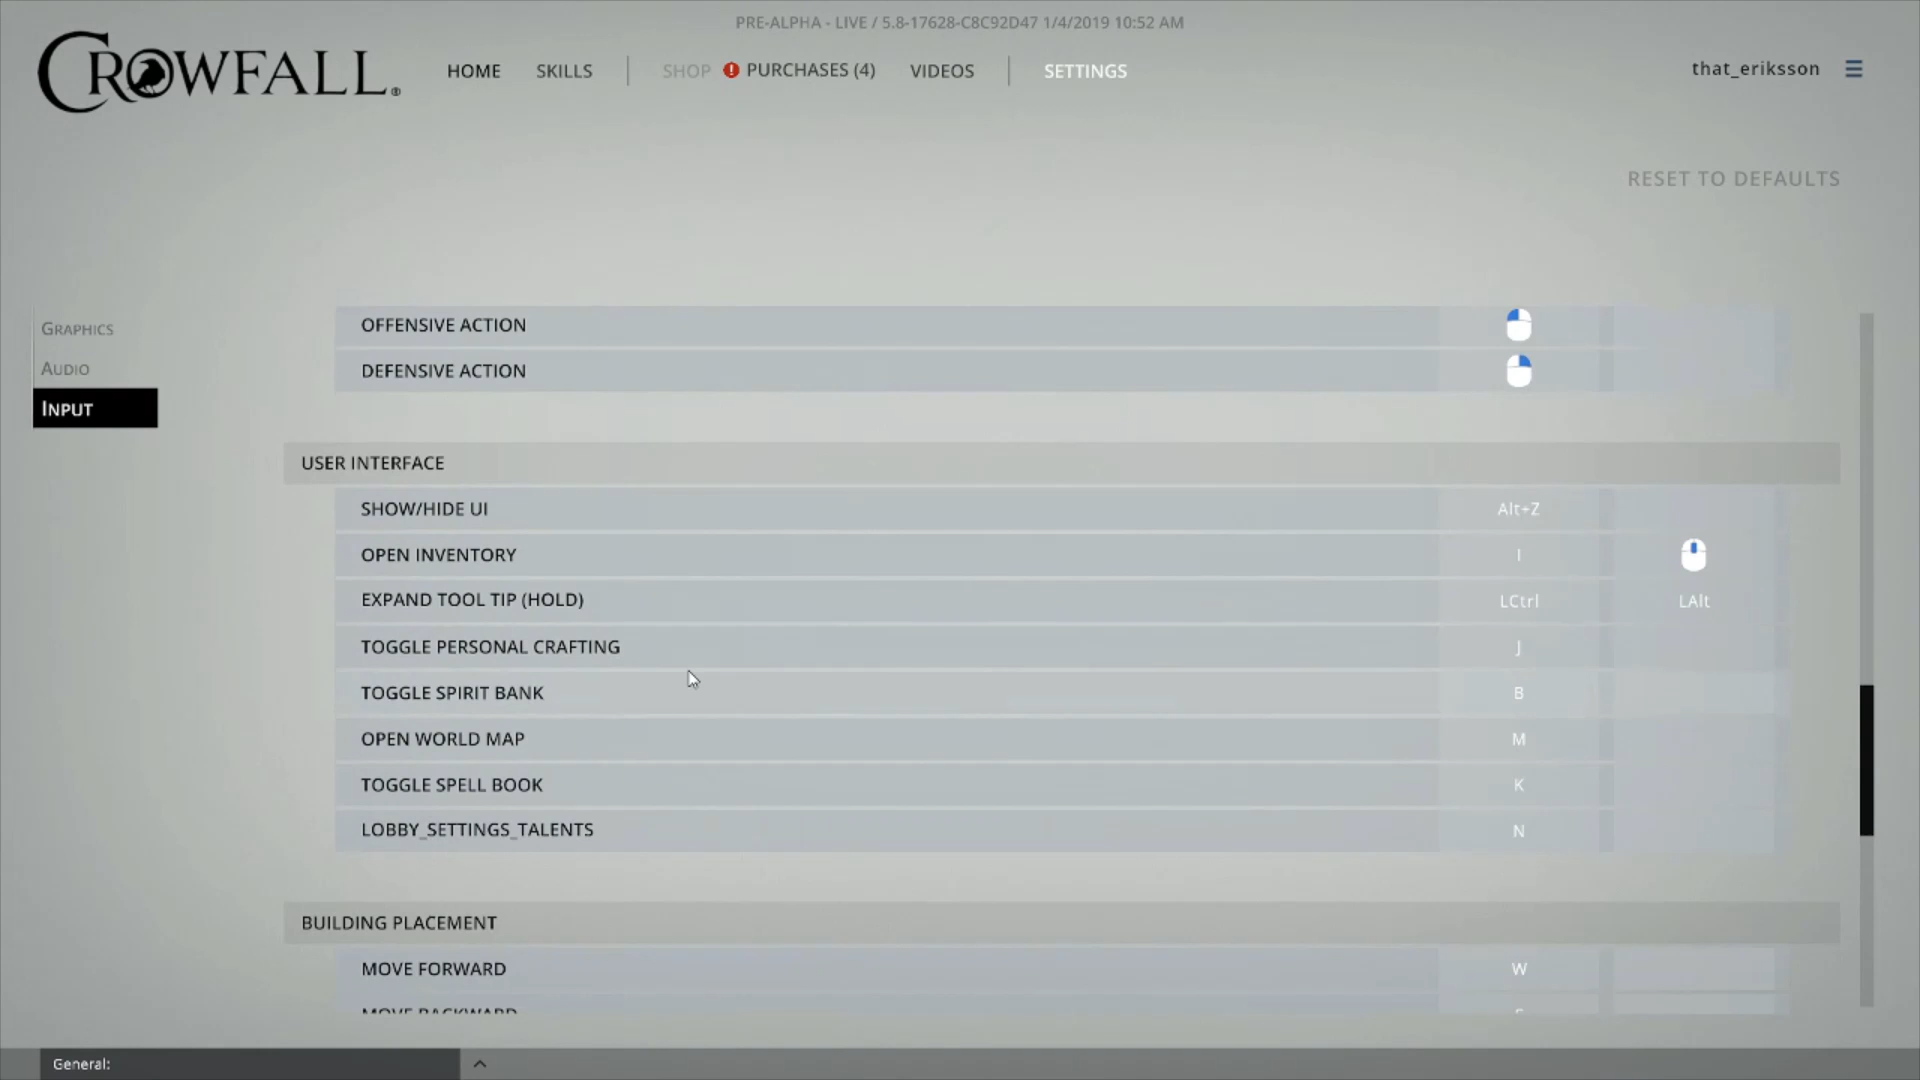 PRE-ALPHA - LIVE / 5.8-17628-C8C92D47 1/4/2019 10:52 AM
CROWFALL®
HOME SKILLS SHOP ! PURCHASES (4) VIDEOS SETTINGS
that_eriksson
RESET TO DEFAULTS
GRAPHICS
AUDIO
INPUT
OFFENSIVE ACTION
DEFENSIVE ACTION
USER INTERFACE
SHOW/HIDE UI Alt+Z
OPEN INVENTORY I
EXPAND TOOL TIP (HOLD) LCtrl LAlt
TOGGLE PERSONAL CRAFTING J
TOGGLE SPIRIT BANK B
OPEN WORLD MAP M
TOGGLE SPELL BOOK K
LOBBY_SETTINGS_TALENTS N
BUILDING PLACEMENT
MOVE FORWARD W
MOVE BACKWARD S
General: